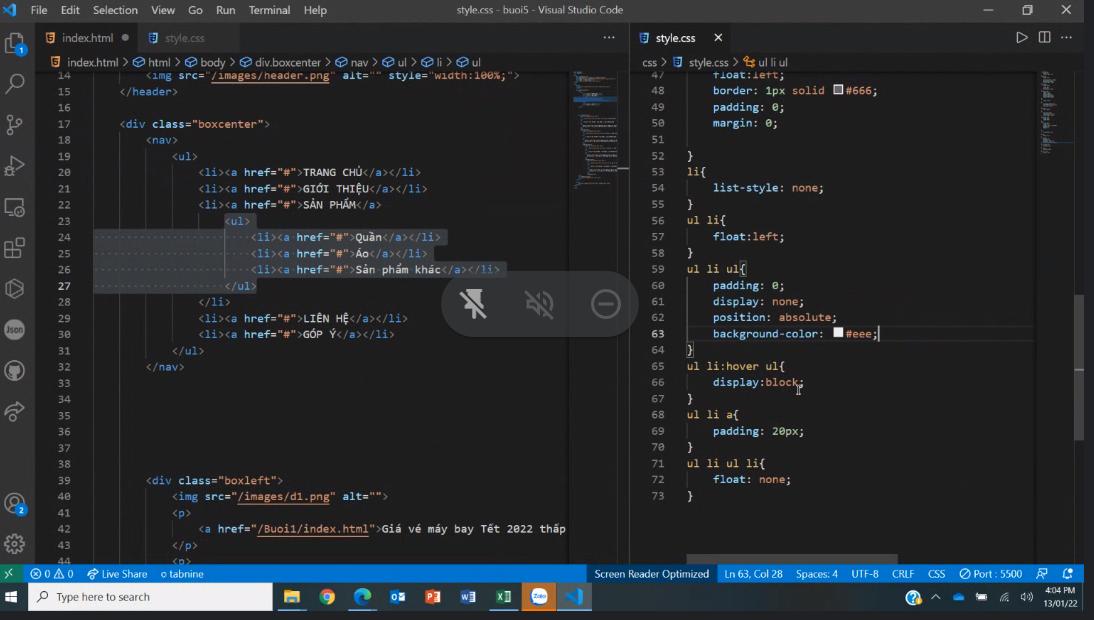 File Edit Selection View Go Run Terminal Help style.css - buoi5 - Visual Studio Code
index.html style.css
index.html > html > body > div.boxcenter > nav > ul > li > ul
14 <img src="/images/header.png" alt="" style="width:100%;">
15 </header>
16
17 <div class="boxcenter">
18 <nav>
19 <ul>
20 <li><a href="#">TRANG CHỦ</a></li>
21 <li><a href="#">GIỚI THIỆU</a></li>
22 <li><a href="#">SẢN PHẨM</a>
23 <ul>
24 <li><a href="#">Quần</a></li>
25 <li><a href="#">Áo</a></li>
26 <li><a href="#">Sản phẩm khác</a></li>
27 </ul>
28 </li>
29 <li><a href="#">LIÊN HỆ</a></li>
30 <li><a href="#">GÓP Ý</a></li>
31 </ul>
32 </nav>
33
34
35
36
37
38
39 <div class="boxleft">
40 <img src="/images/d1.png" alt="">
41 <p>
42 <a href="/Buoi1/index.html">Giá vé máy bay Tết 2022 thấp
43 </p>
44 <p>
style.css
css > style.css > ul li ul
47 float:left;
48 border: 1px solid #666;
49 padding: 0;
50 margin: 0;
51
52 }
53 li{
54 list-style: none;
55 }
56 ul li{
57 float:left;
58 }
59 ul li ul{
60 padding: 0;
61 display: none;
62 position: absolute;
63 background-color: #eee;
64 }
65 ul li:hover ul{
66 display:block;
67 }
68 ul li a{
69 padding: 20px;
70 }
71 ul li ul li{
72 float: none;
73 }
1
Json
2
0 0 Live Share tabnine Screen Reader Optimized Ln 63, Col 28 Spaces: 4 UTF-8 CRLF CSS Port : 5500
Type here to search
Zalo
4:04 PM
13/01/22